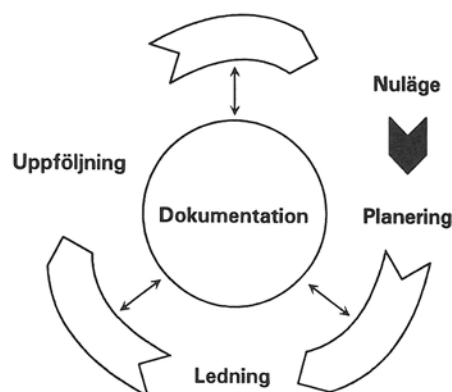 Nuläge
Uppföljning
Dokumentation
Planering
Ledning